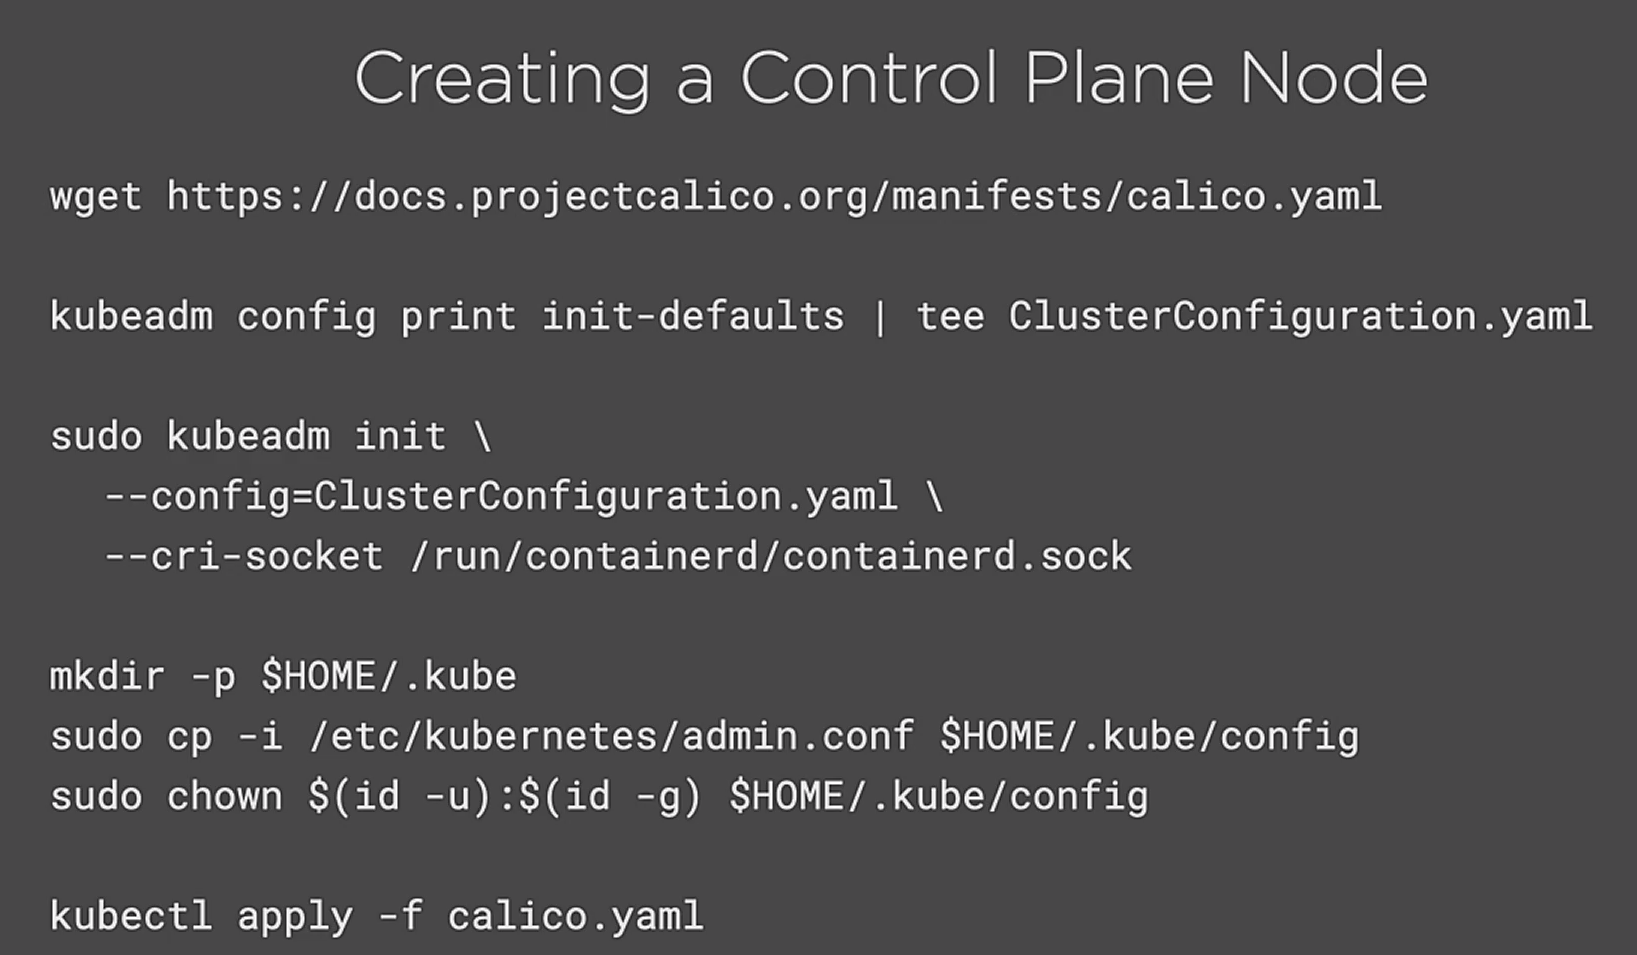 Creating a Control Plane Node
wget https://docs.projectcalico.org/manifests/calico.yaml
kubeadm config print init-defaults | tee ClusterConfiguration.yaml
sudo kubeadm init \
--config=ClusterConfiguration.yaml \
--cri-socket /run/containerd/containerd.sock
mkdir -p $HOME/.kube
sudo cp -i /etc/kubernetes/admin.conf $HOME/.kube/config
sudo chown $(id -u):$(id -g) $HOME/.kube/config
kubectl apply -f calico.yaml